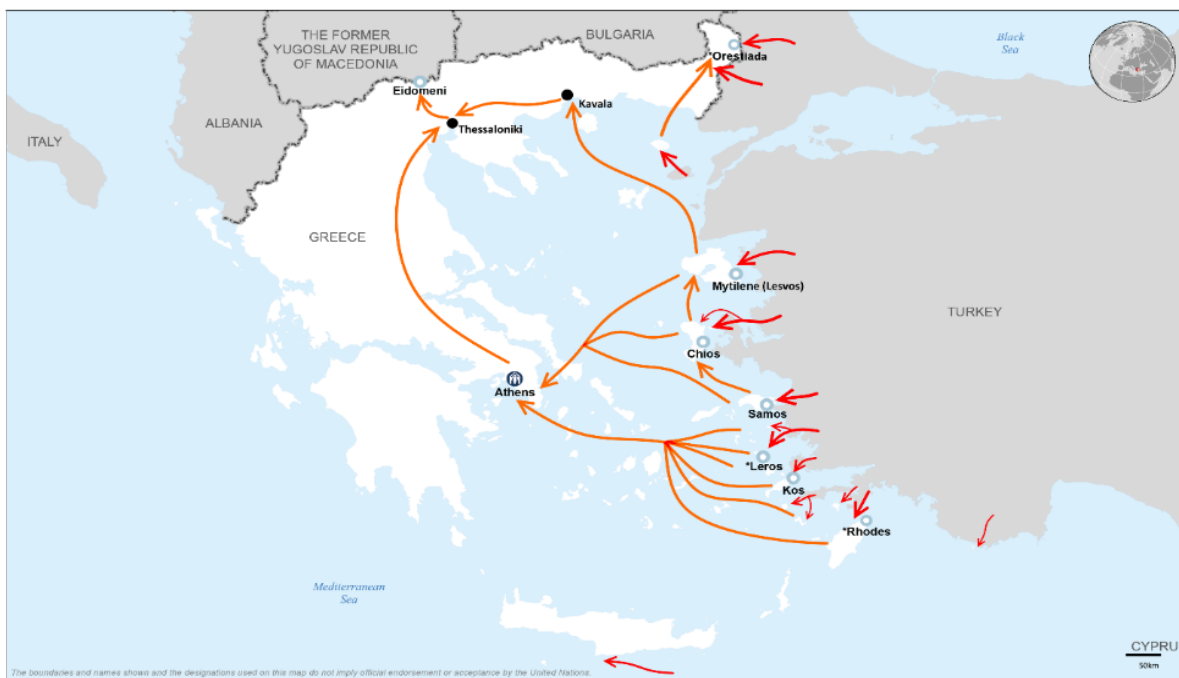 THE FORMER
YUGOSLAV REPUBLIC
OF MACEDONIA
BULGARIA
Black
Sea
*Orestiada
Eidomeni
Kavala
ALBANIA
Thessaloniki
ITALY
GREECE
Mytilene (Lesvos)
TURKEY
Chios
Athens
Samos
*Leros
Kos
*Rhodes
Mediterranean
Sea
CYPRU
50km
The boundaries and names shown and the designations used on this map do not imply official endorsement or acceptance by the United Nations.